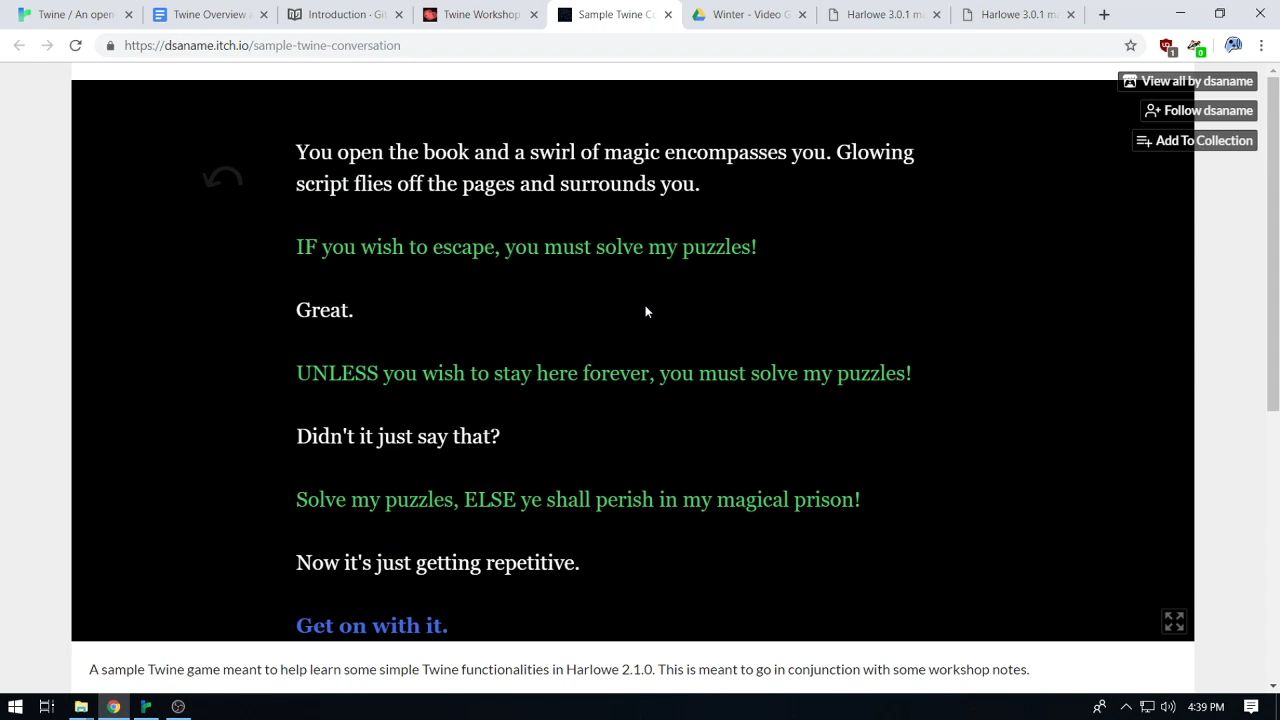 Twine / An
Twine Overview
Introduction - Git
Twine Workshop
Sample Twine Co
Encompass - Video G
Harlowe 3.0.1 ma
Harlowe 3.0.1 ma
https://dsaname.itch.io/sample-twine-conversation
1
0
View all by dsaname
Follow dsaname
Add To Collection
You open the book and a swirl of magic encompasses you. Glowing
script flies off the pages and surrounds you.
IF you wish to escape, you must solve my puzzles!
Great.
UNLESS you wish to stay here forever, you must solve my puzzles!
Didn't it just say that?
Solve my puzzles, ELSE ye shall perish in my magical prison!
Now it's just getting repetitive.
Get on with it.
A sample Twine game meant to help learn some simple Twine functionalities in Harlowe 2.1.0. This is meant to go in conjunction with some workshop notes.
4:39 PM